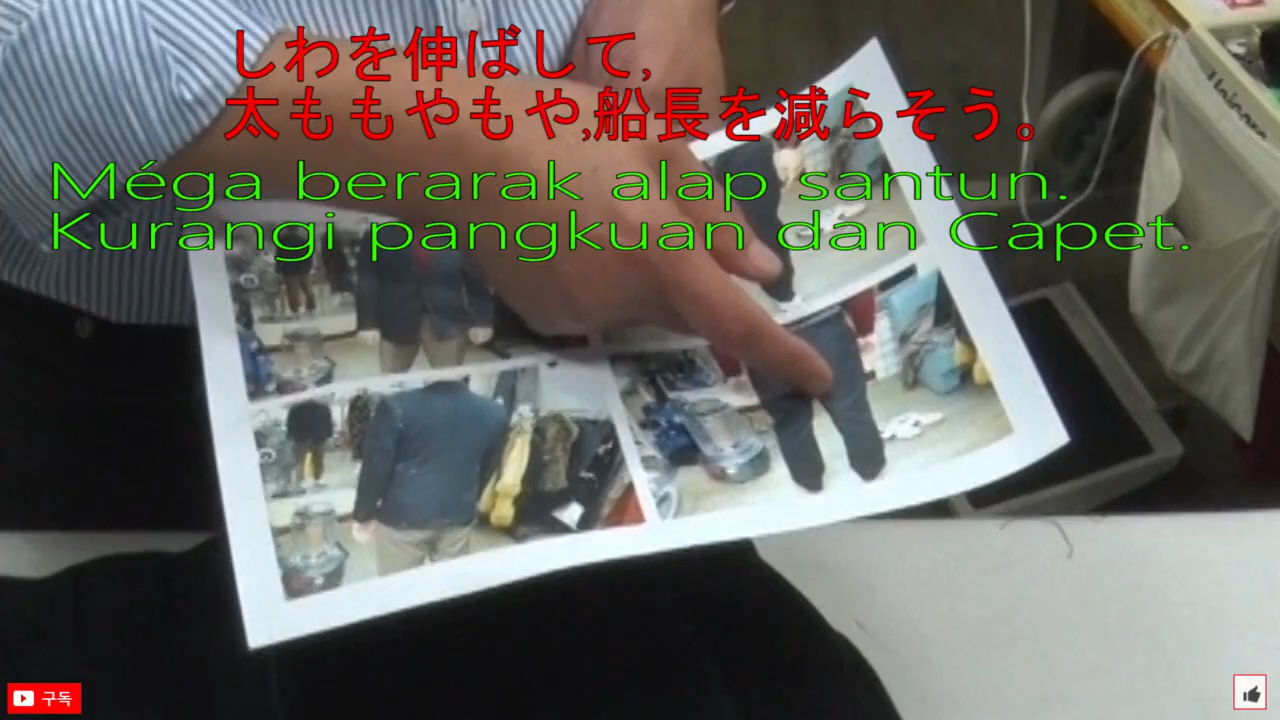 しわを伸ばして,
太ももやもや,船長を減らそう。
Méga berarak alap santun.
Kurangi pangkuan dan Capet.
구독